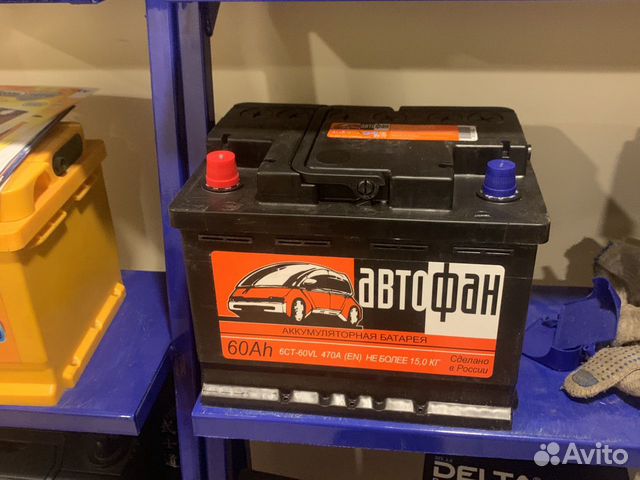 автофан
АККУМУЛЯТОРНАЯ БАТАРЕЯ
60Ah 6СТ-60VL 470A (EN) НЕ БОЛЕЕ 15,0 КГ
Сделано
в России
DELTA
Avito